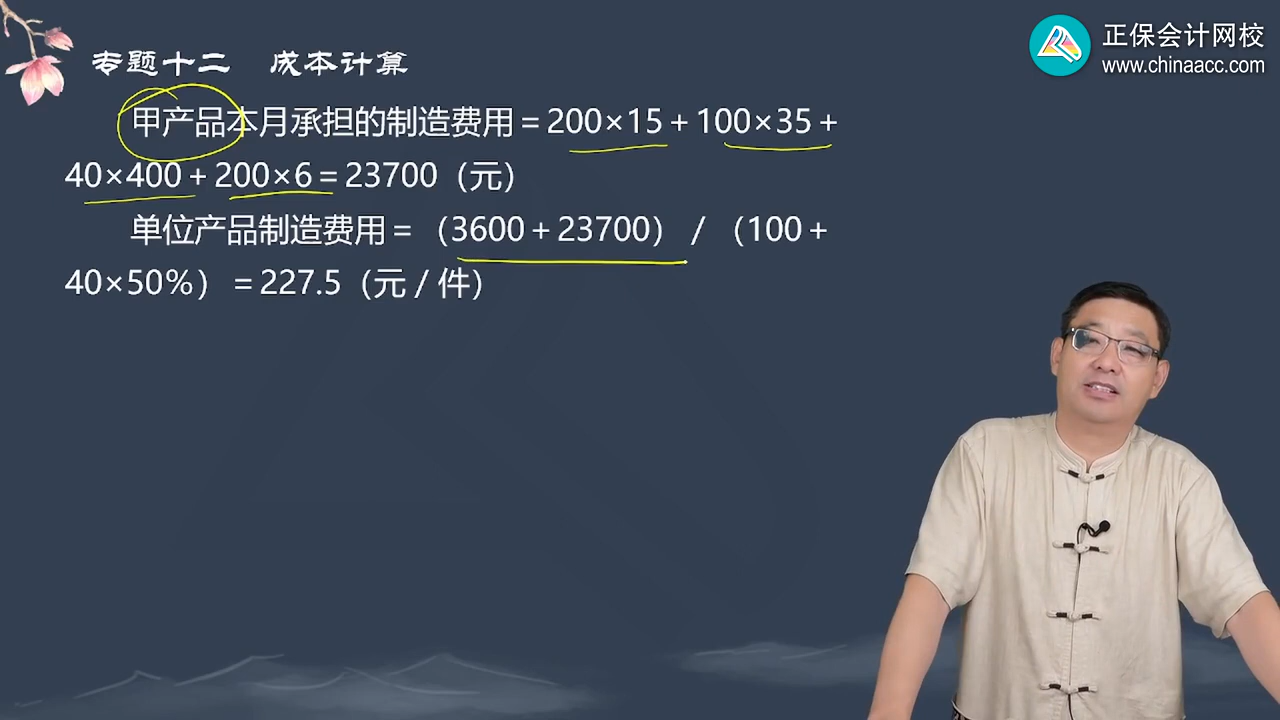 正保会计网校
www.chinaacc.com
专题十二 成本计算
甲产品本月承担的制造费用＝200×15＋100×35＋
40×400＋200×6＝23700（元）
单位产品制造费用＝（3600＋23700）／（100＋
40×50%）＝227.5（元／件）